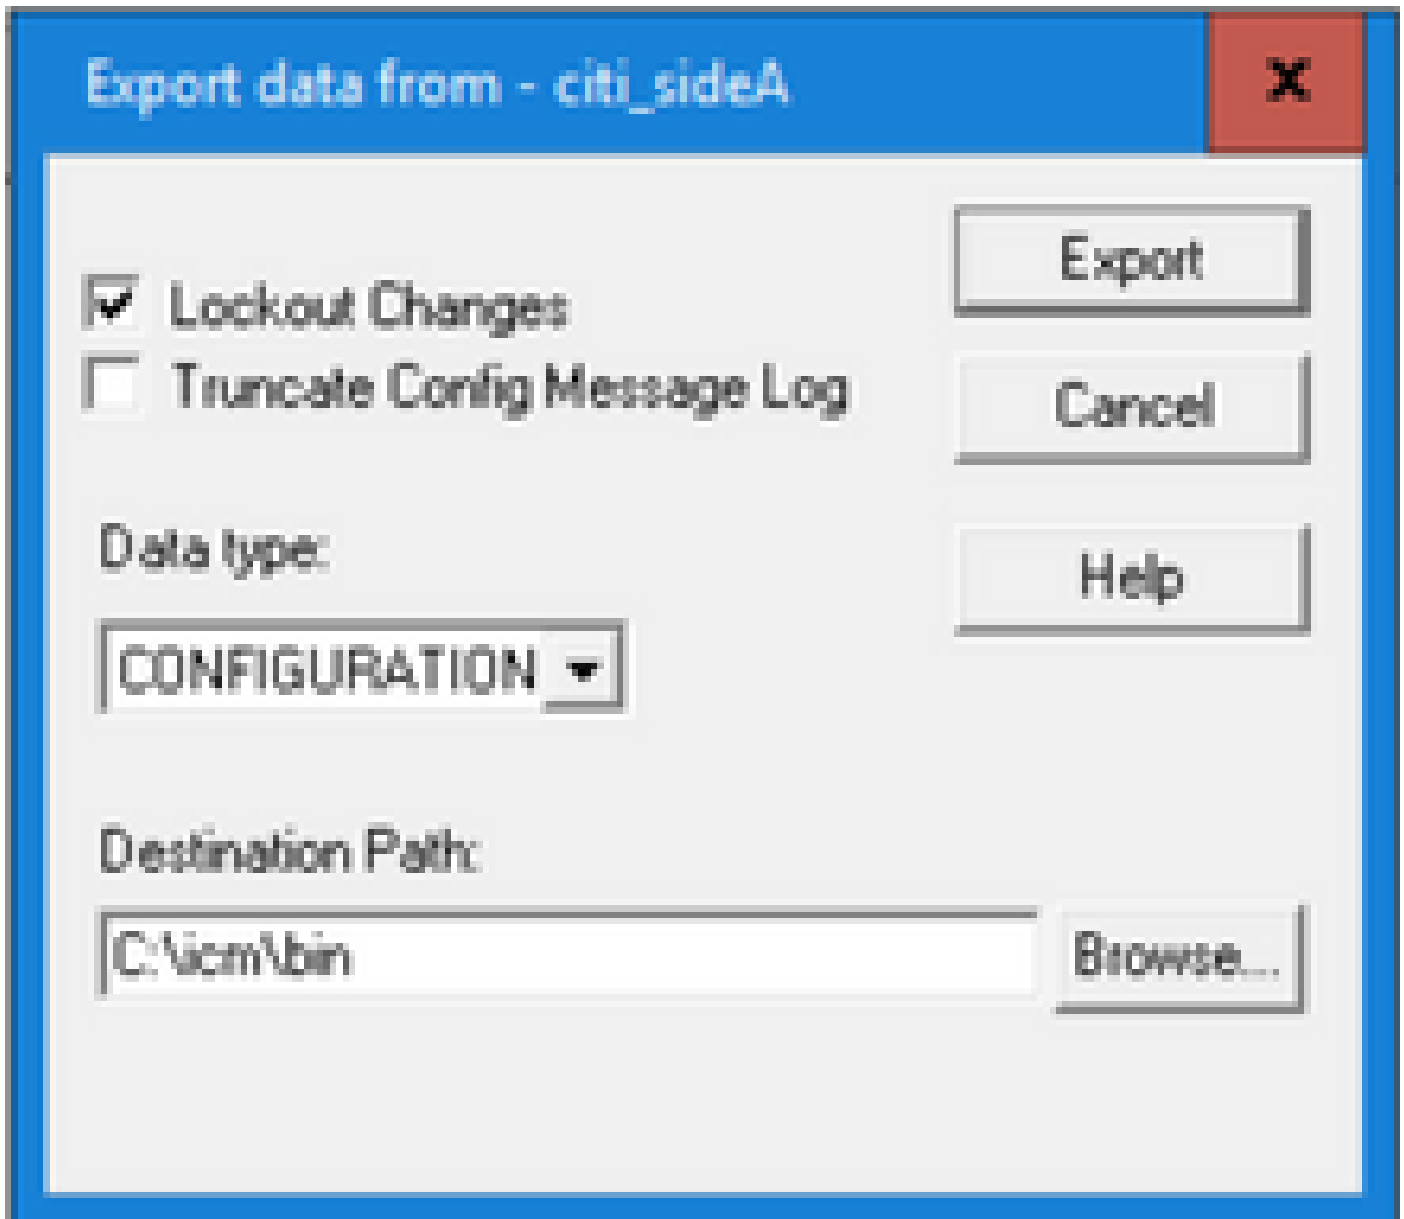 Export data from - citi_sideA
x
Export
Lockout Changes
Truncate Config Message Log
Cancel
Data type:
Help
CONFIGURATION
Destination Path:
C:\icm\bin
Browse...